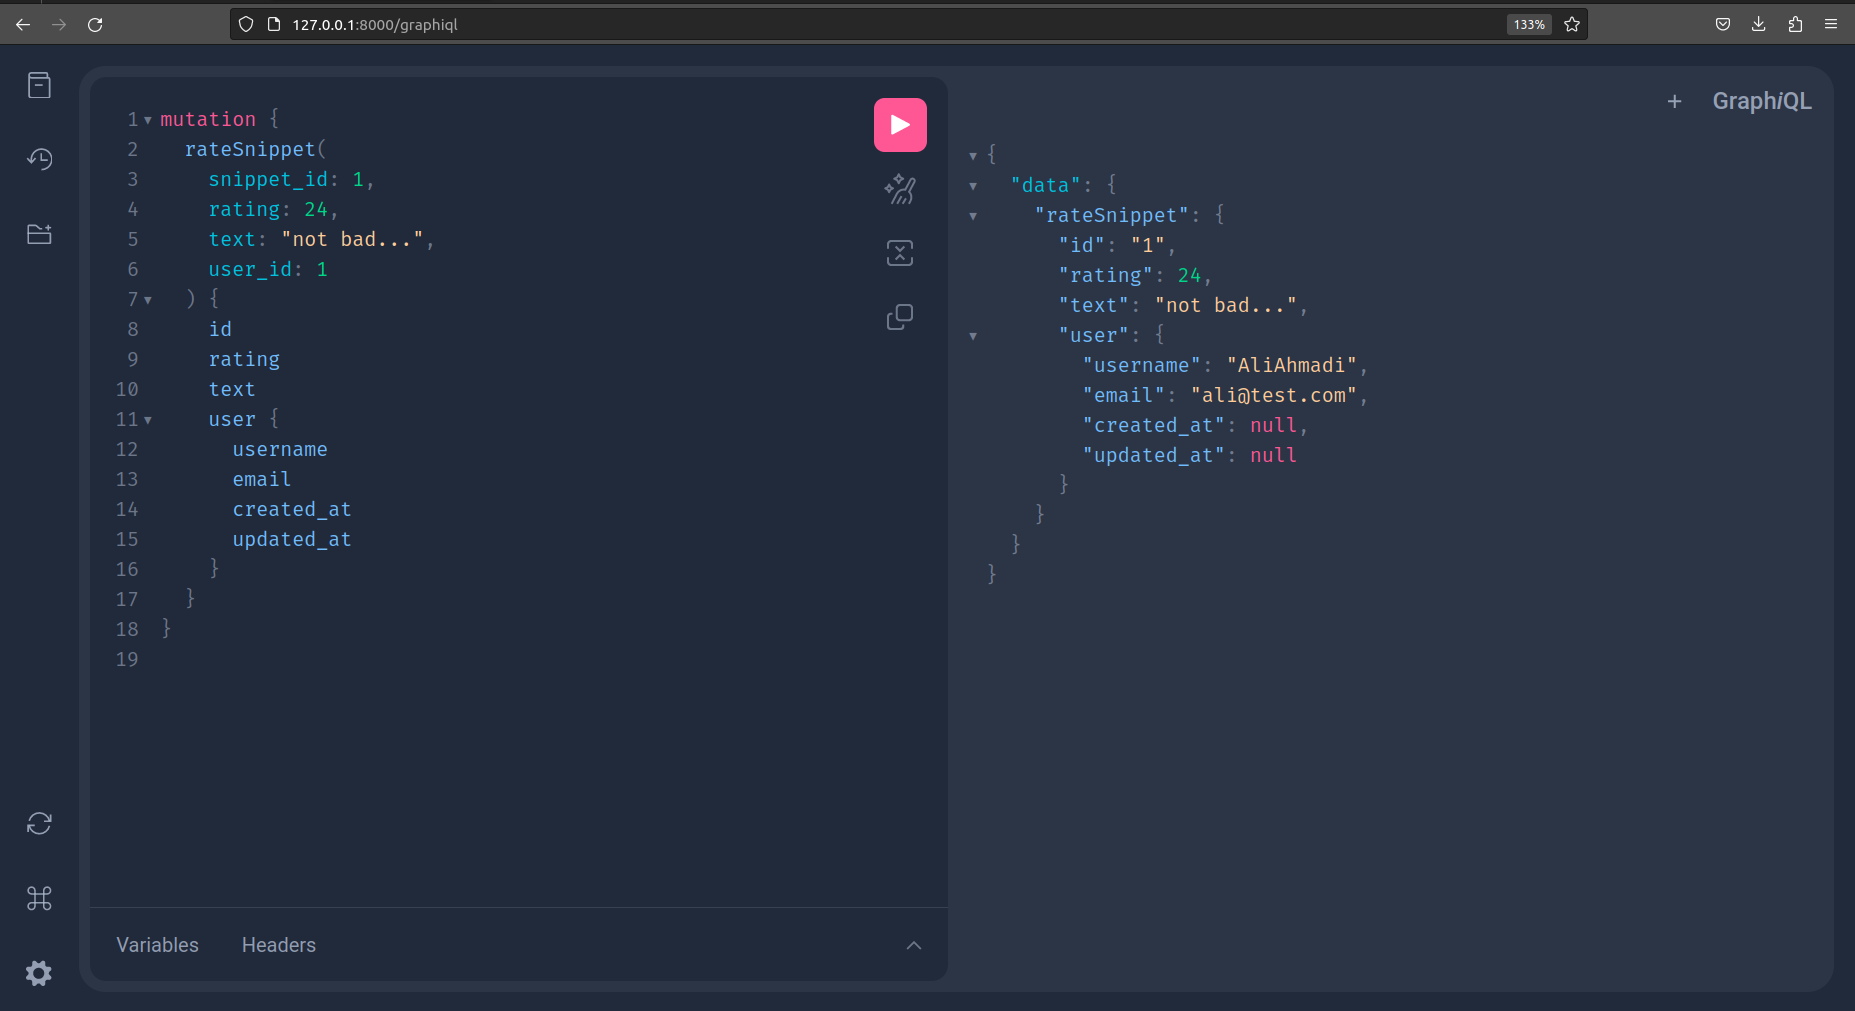 127.0.0.1:8000/graphiql
133%
1 mutation {
2 rateSnippet(
3 snippet_id: 1,
4 rating: 24,
5 text: "not bad...",
6 user_id: 1
7 ) {
8 id
9 rating
10 text
11 user {
12 username
13 email
14 created_at
15 updated_at
16 }
17 }
18 }
19
Variables Headers
+ GraphiQL
{
"data": {
"rateSnippet": {
"id": "1",
"rating": 24,
"text": "not bad...",
"user": {
"username": "AliAhmadi",
"email": "ali@test.com",
"created_at": null,
"updated_at": null
}
}
}
}